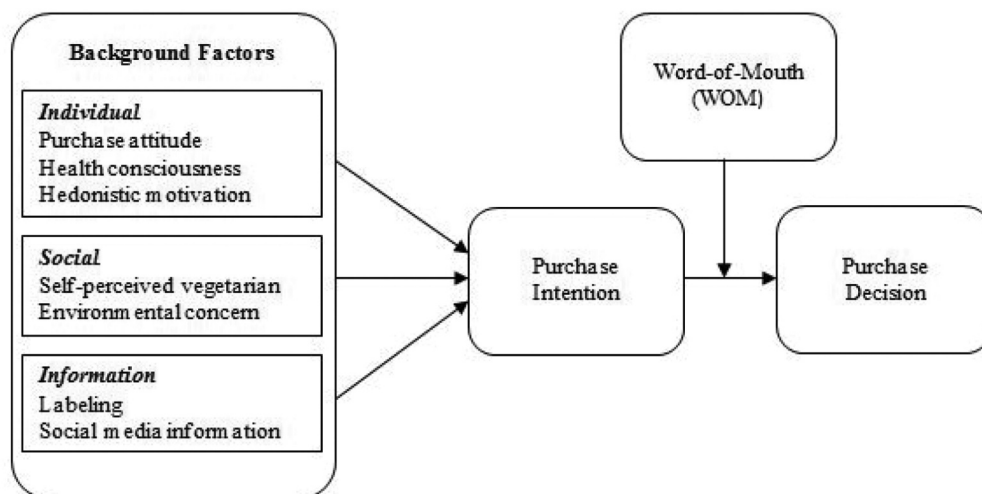 Background Factors
Individual
Purchase attitude
Health consciousness
Hedonistic motivation
Social
Self-perceived vegetarian
Environmental concern
Information
Labeling
Social media information
Word-of-Mouth
(WOM)
Purchase
Intention
Purchase
Decision